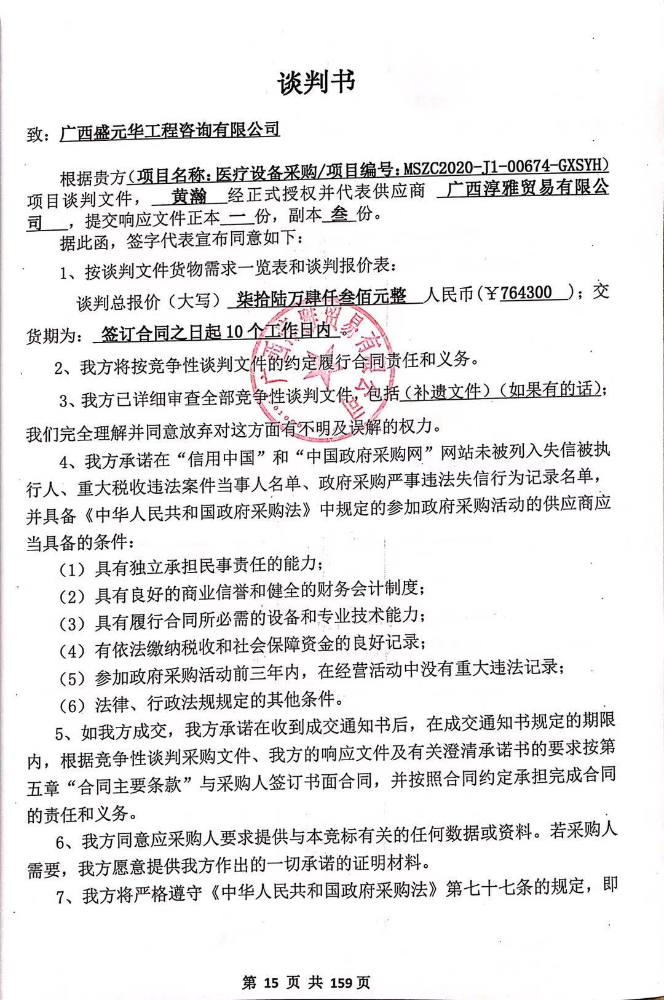 谈判书
致：广西盛元华工程咨询有限公司
根据贵方（项目名称：医疗设备采购/项目编号：MSZC2020-J1-00674-GXSYH）
项目谈判文件， 黄瀚 经正式授权并代表供应商 广西淳雅贸易有限公
司 ，提交响应文件正本 一 份，副本 叁 份。
据此函，签字代表宣布同意如下：
1、按谈判文件货物需求一览表和谈判报价表：
谈判总报价（大写） 柒拾陆万肆仟叁佰元整 人民币(￥764300 )；交
货期为： 签订合同之日起 10 个工作日内 。
2、我方将按竞争性谈判文件的约定履行合同责任和义务。
3、我方已详细审查全部竞争性谈判文件，包括（补遗文件）（如果有的话）；
我们完全理解并同意放弃对这方面有不明及误解的权力。
广西淳雅贸易有限公司
4、我方承诺在“信用中国”和“中国政府采购网”网站未被列入失信被执
行人、重大税收违法案件当事人名单、政府采购严事违法失信行为记录名单，
并具备《中华人民共和国政府采购法》中规定的参加政府采购活动的供应商应
当具备的条件：
（1）具有独立承担民事责任的能力；
（2）具有良好的商业信誉和健全的财务会计制度；
（3）具有履行合同所必需的设备和专业技术能力；
（4）有依法缴纳税收和社会保障资金的良好记录；
（5）参加政府采购活动前三年内，在经营活动中没有重大违法记录；
（6）法律、行政法规规定的其他条件。
5、如我方成交，我方承诺在收到成交通知书后，在成交通知书规定的期限
内，根据竞争性谈判采购文件、我方的响应文件及有关澄清承诺书的要求按第
五章“合同主要条款”与采购人签订书面合同，并按照合同约定承担完成合同
的责任和义务。
6、我方同意应采购人要求提供与本竞标有关的任何数据或资料。若采购人
需要，我方愿意提供我方作出的一切承诺的证明材料。
7、我方将严格遵守《中华人民共和国政府采购法》第七十七条的规定，即
第 15 页 共 159 页